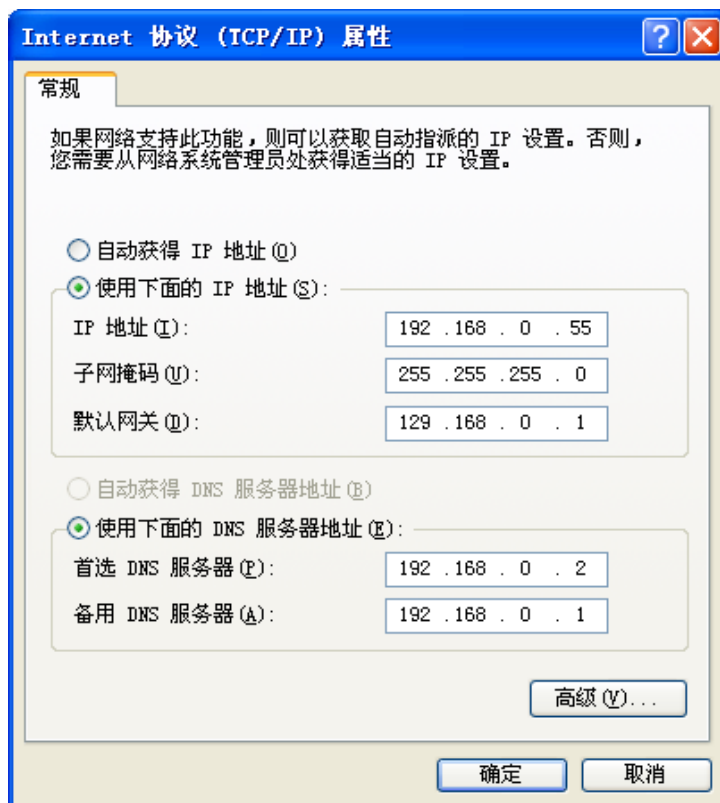 Internet 协议 (TCP/IP) 属性
常规
如果网络支持此功能，则可以获取自动指派的 IP 设置。否则，
您需要从网络系统管理员处获得适当的 IP 设置。
自动获得 IP 地址(O)
使用下面的 IP 地址(S):
IP 地址(I): 192 .168 . 0 . 55
子网掩码(U): 255 .255 .255 . 0
默认网关(D): 129 .168 . 0 . 1
自动获得 DNS 服务器地址(B)
使用下面的 DNS 服务器地址(E):
首选 DNS 服务器(P): 192 .168 . 0 . 2
备用 DNS 服务器(A): 192 .168 . 0 . 1
高级(V)...
确定 取消